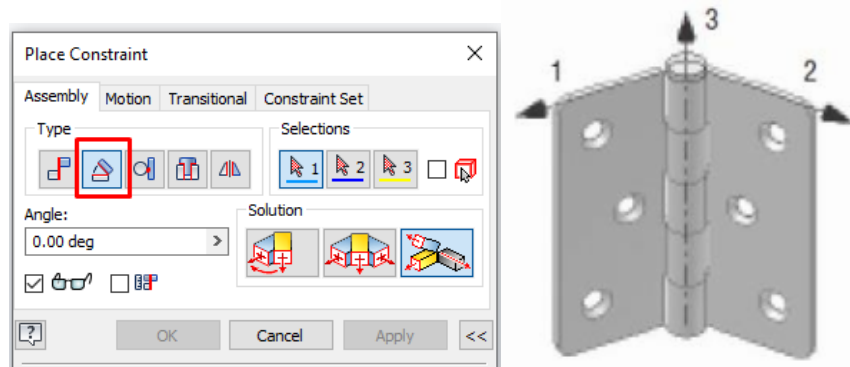 Place Constraint
Assembly Motion Transitional Constraint Set
Type
Selections
1 2 3
Angle:
Solution
0.00 deg >
?
OK Cancel Apply <<
3
1
2